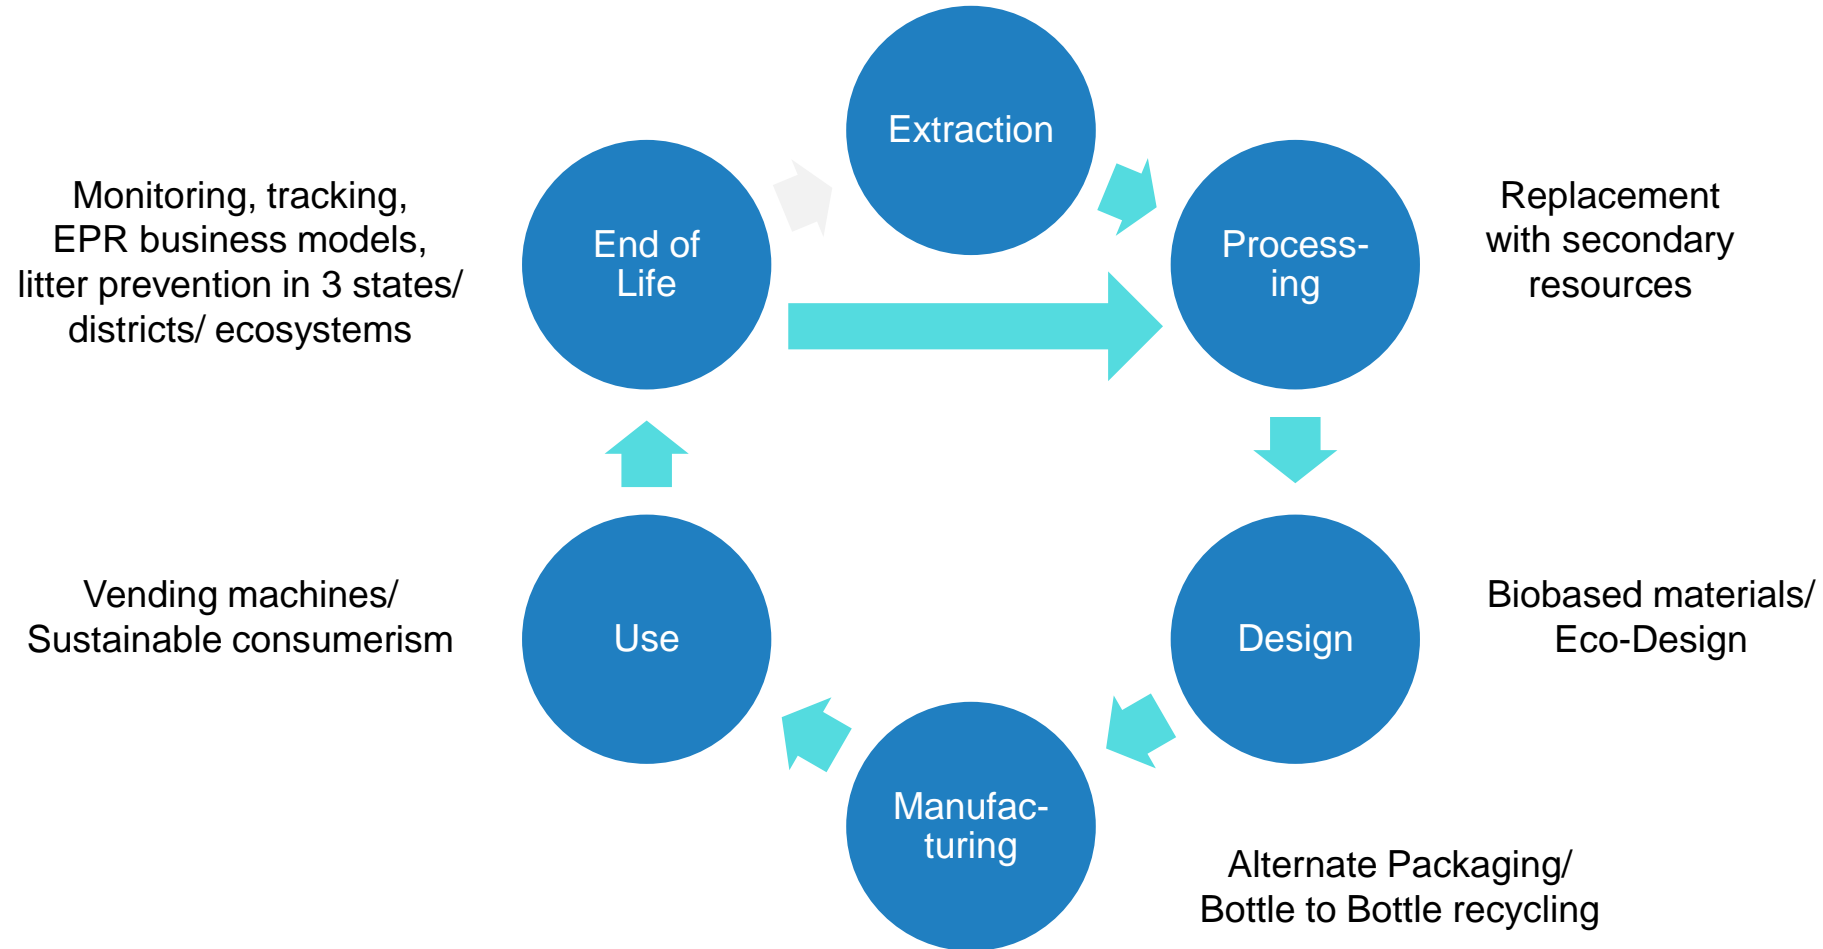 Extraction
Monitoring, tracking,
EPR business models,
litter prevention in 3 states/
districts/ ecosystems
End of
Life
Process-
ing
Replacement
with secondary
resources
Vending machines/
Sustainable consumerism
Use
Design
Biobased materials/
Eco-Design
Manufac-
turing
Alternate Packaging/
Bottle to Bottle recycling